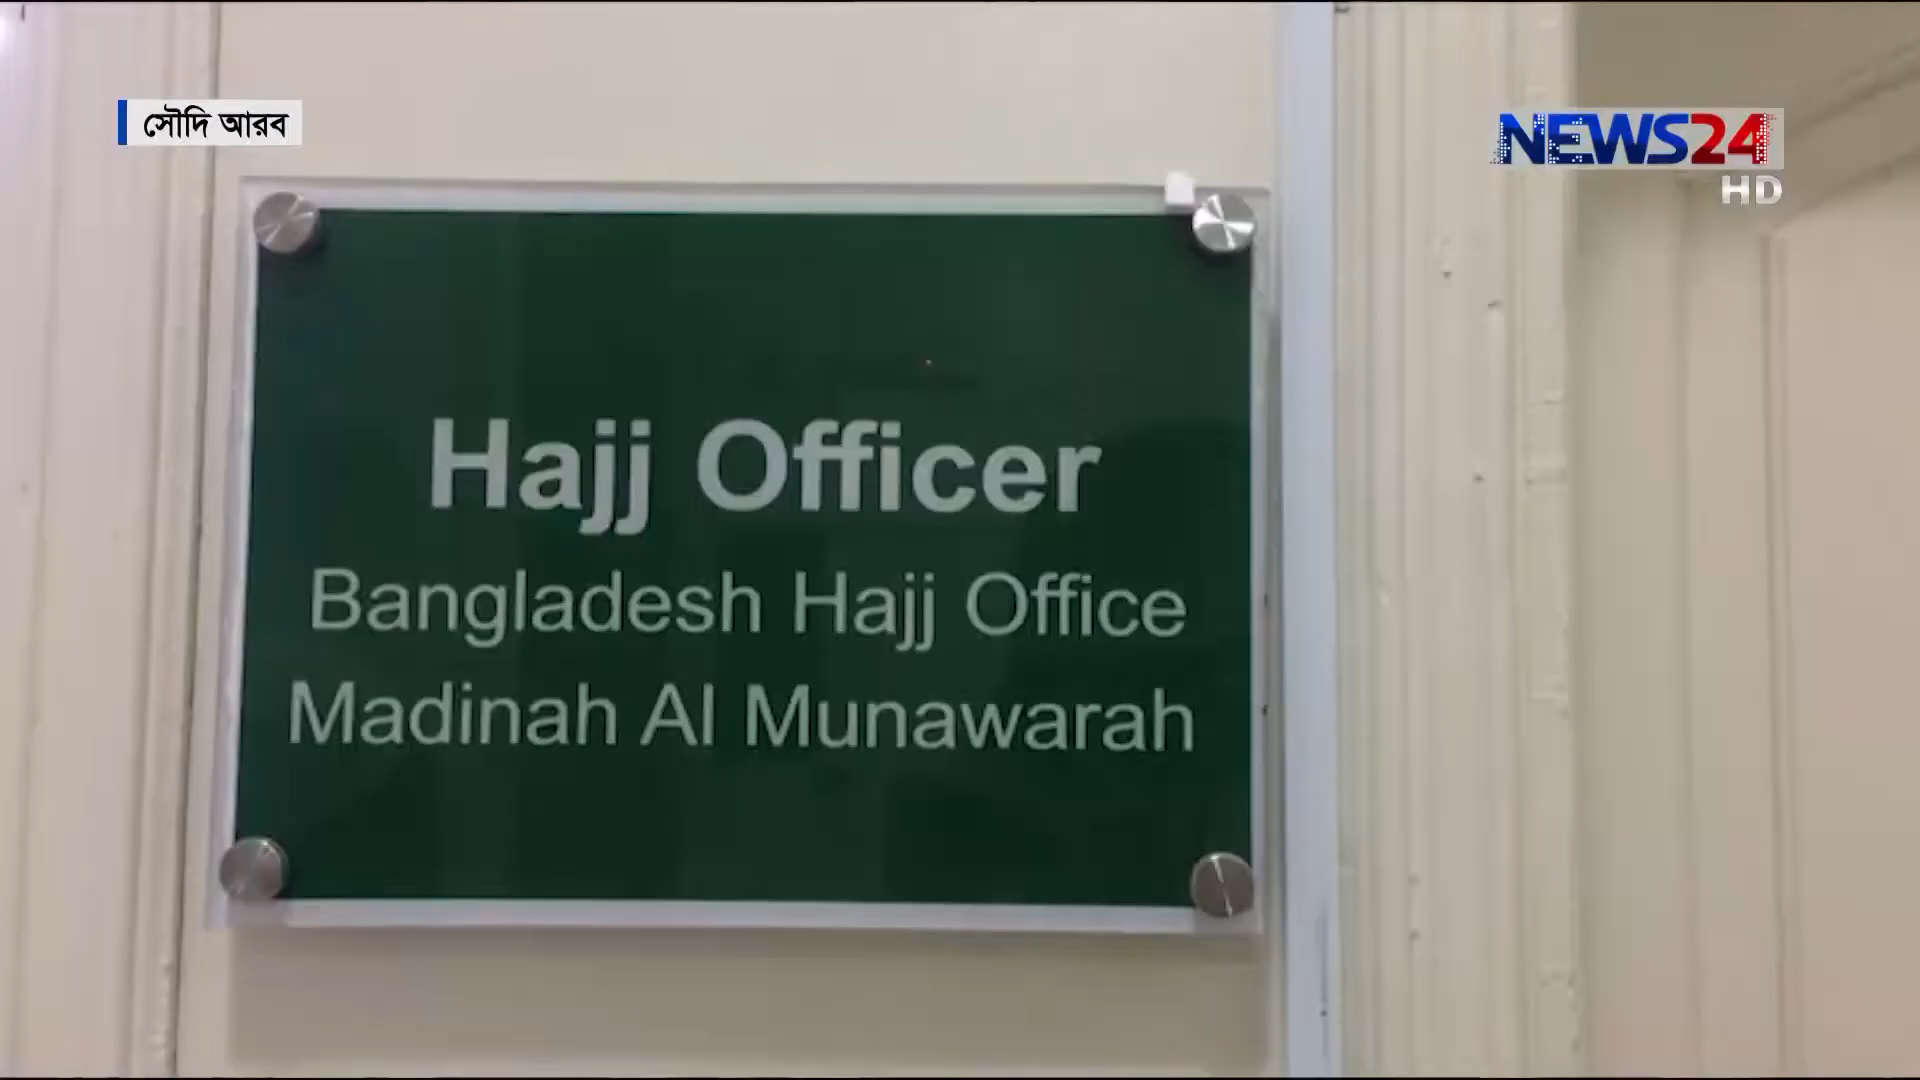 সৌদি আরব
NEWS24
HD
Hajj Officer
Bangladesh Hajj Office
Madinah Al Munawarah